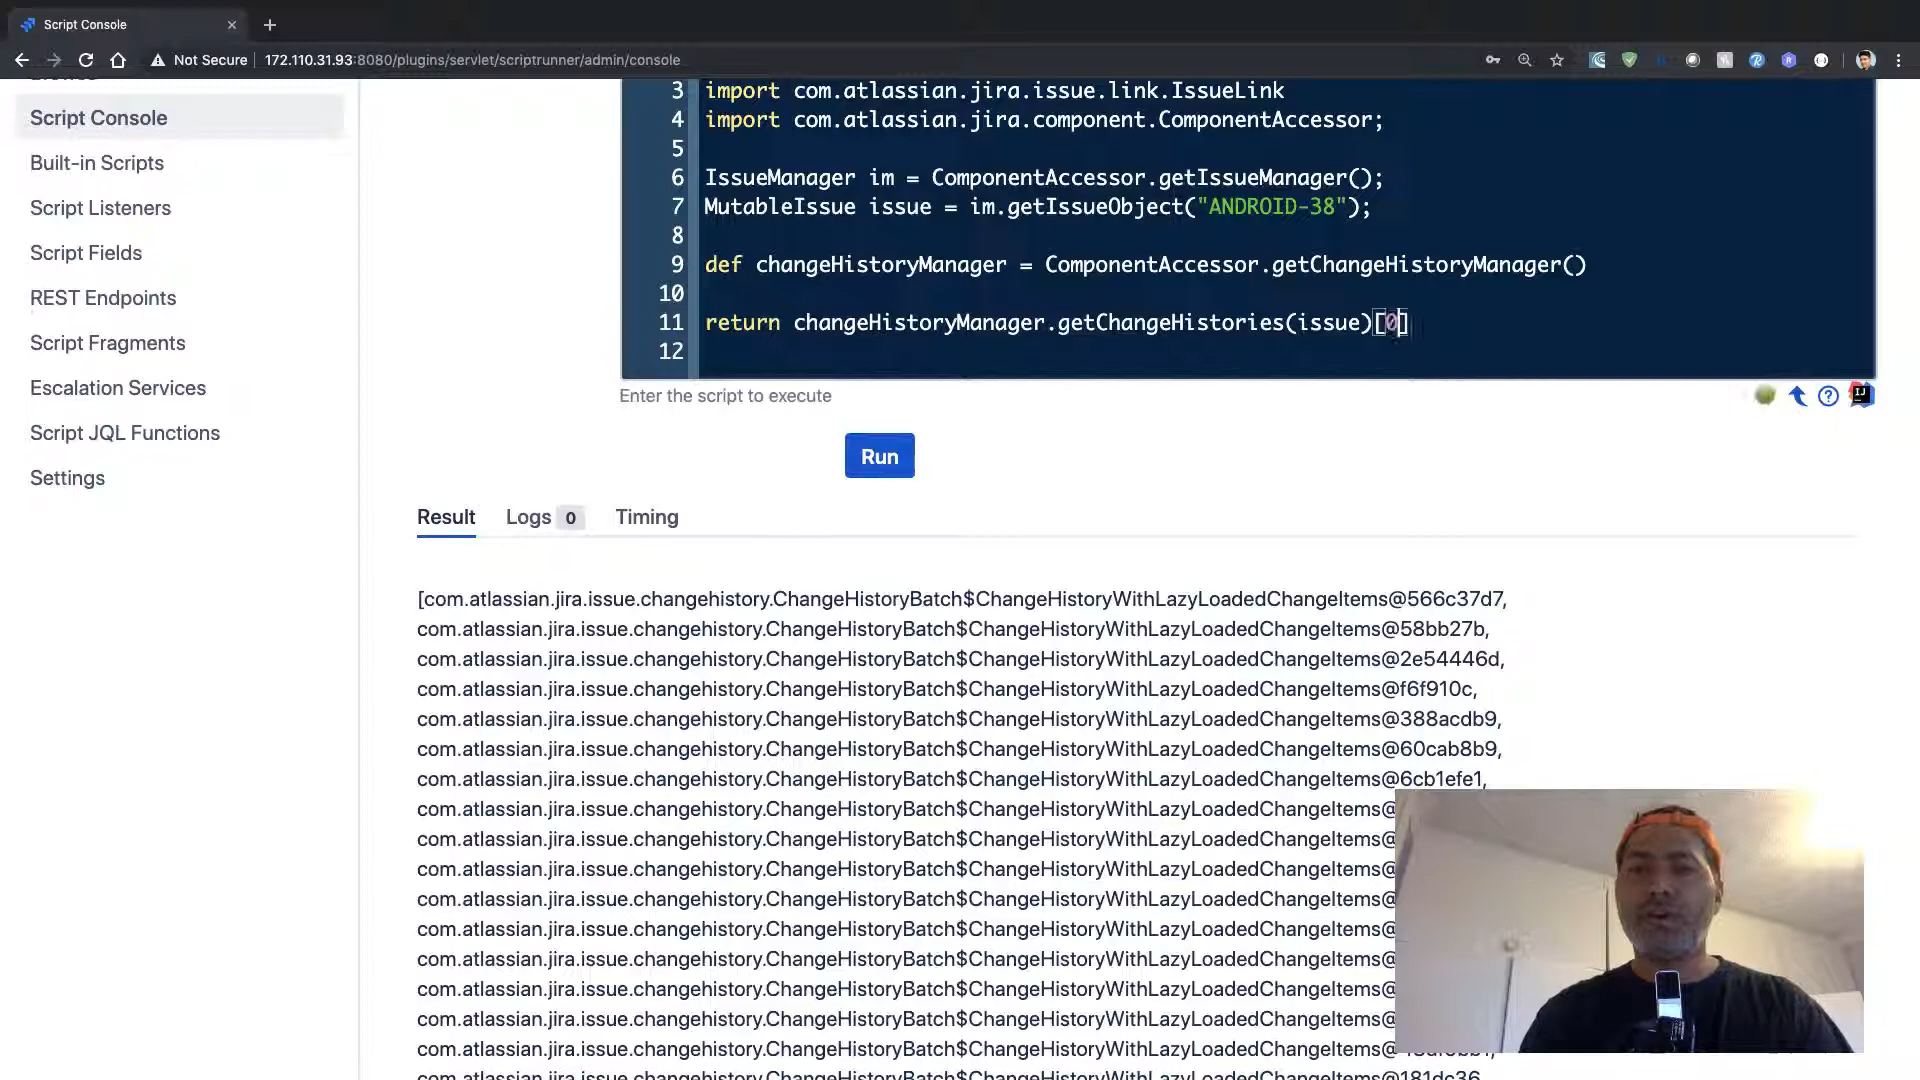 Script Console
Not Secure
172.110.31.93:8080/plugins/servlet/scriptrunner/admin/console
Script Console
Built-in Scripts
Script Listeners
Script Fields
REST Endpoints
Script Fragments
Escalation Services
Script JQL Functions
Settings
3 import com.atlassian.jira.issue.link.IssueLink
4 import com.atlassian.jira.component.ComponentAccessor;
5
6 IssueManager im = ComponentAccessor.getIssueManager();
7 MutableIssue issue = im.getIssueObject("ANDROID-38");
8
9 def changeHistoryManager = ComponentAccessor.getChangeHistoryManager()
10
11 return changeHistoryManager.getChangeHistories(issue)[0]
12
Enter the script to execute
IJ
Run
Result Logs 0 Timing
[com.atlassian.jira.issue.changehistory.ChangeHistoryBatch$ChangeHistoryWithLazyLoadedChangeItems@566c37d7,
com.atlassian.jira.issue.changehistory.ChangeHistoryBatch$ChangeHistoryWithLazyLoadedChangeItems@58bb27b,
com.atlassian.jira.issue.changehistory.ChangeHistoryBatch$ChangeHistoryWithLazyLoadedChangeItems@2e54446d,
com.atlassian.jira.issue.changehistory.ChangeHistoryBatch$ChangeHistoryWithLazyLoadedChangeItems@f6f910c,
com.atlassian.jira.issue.changehistory.ChangeHistoryBatch$ChangeHistoryWithLazyLoadedChangeItems@388acdb9,
com.atlassian.jira.issue.changehistory.ChangeHistoryBatch$ChangeHistoryWithLazyLoadedChangeItems@60cab8b9,
com.atlassian.jira.issue.changehistory.ChangeHistoryBatch$ChangeHistoryWithLazyLoadedChangeItems@6cb1efe1,
com.atlassian.jira.issue.changehistory.ChangeHistoryBatch$ChangeHistoryWithLazyLoadedChangeItems@
com.atlassian.jira.issue.changehistory.ChangeHistoryBatch$ChangeHistoryWithLazyLoadedChangeItems@
com.atlassian.jira.issue.changehistory.ChangeHistoryBatch$ChangeHistoryWithLazyLoadedChangeItems@
com.atlassian.jira.issue.changehistory.ChangeHistoryBatch$ChangeHistoryWithLazyLoadedChangeItems@
com.atlassian.jira.issue.changehistory.ChangeHistoryBatch$ChangeHistoryWithLazyLoadedChangeItems@
com.atlassian.jira.issue.changehistory.ChangeHistoryBatch$ChangeHistoryWithLazyLoadedChangeItems@
com.atlassian.jira.issue.changehistory.ChangeHistoryBatch$ChangeHistoryWithLazyLoadedChangeItems@
com.atlassian.jira.issue.changehistory.ChangeHistoryBatch$ChangeHistoryWithLazyLoadedChangeItems@
com.atlassian.jira.issue.changehistory.ChangeHistoryBatch$ChangeHistoryWithLazyLoadedChangeItems@
com.atlassian.jira.issue.changehistory.ChangeHistoryBatch$ChangeHistoryWithLazyLoadedChangeItems@181dc36